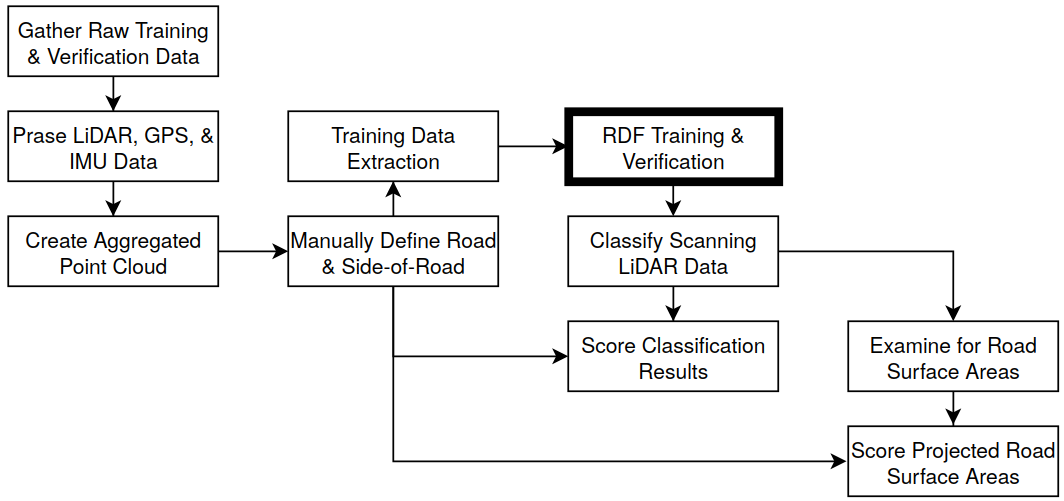 Gather Raw Training
& Verification Data
Prase LiDAR, GPS, &
IMU Data
Create Aggregated
Point Cloud
Training Data
Extraction
Manually Define Road
& Side-of-Road
RDF Training &
Verification
Classify Scanning
LiDAR Data
Score Classification
Results
Examine for Road
Surface Areas
Score Projected Road
Surface Areas